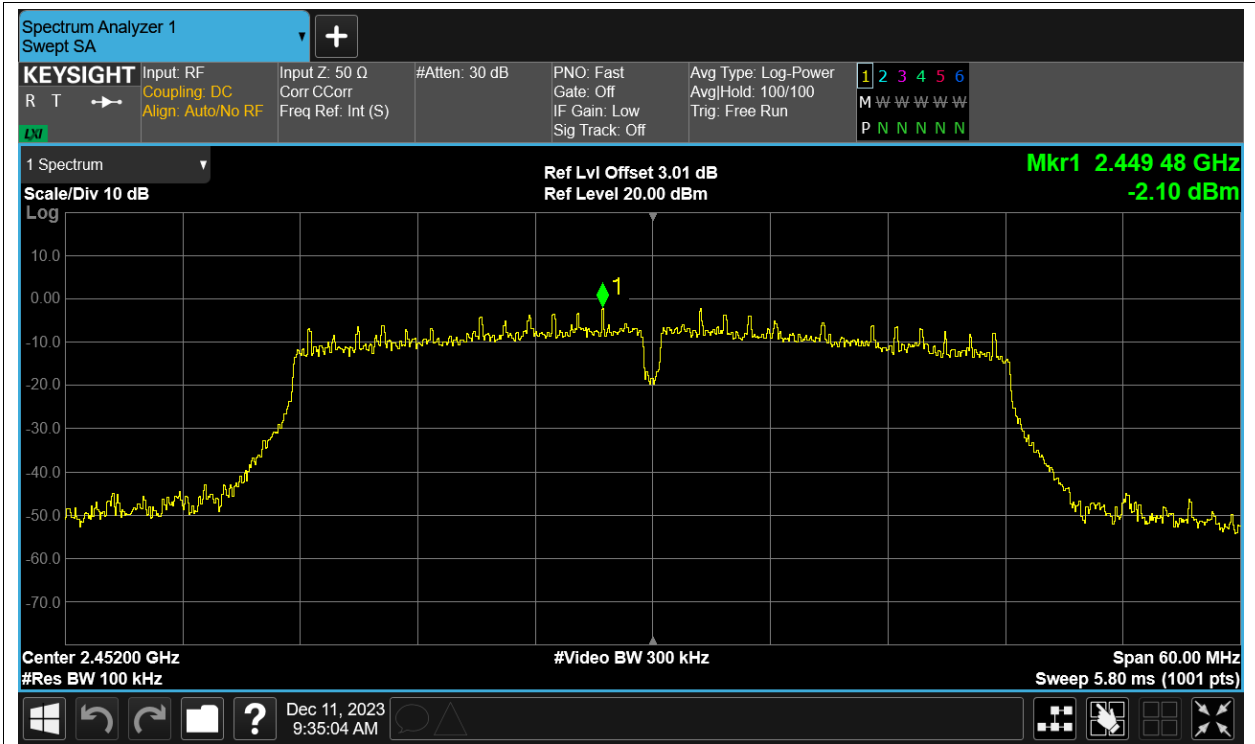 Spectrum Analyzer 1
Swept SA
KEYSIGHT
R T
LXI
Input: RF
Coupling: DC
Align: Auto/No RF
Input Z: 50 Ω
Corr CCorr
Freq Ref: Int (S)
#Atten: 30 dB
PNO: Fast
Gate: Off
IF Gain: Low
Sig Track: Off
Avg Type: Log-Power
Avg|Hold: 100/100
Trig: Free Run
1 2 3 4 5 6
M W W W W W
P N N N N N
1 Spectrum
Scale/Div 10 dB
Log
Ref Lvl Offset 3.01 dB
Ref Level 20.00 dBm
Mkr1 2.449 48 GHz
-2.10 dBm
1
10.0
0.00
-10.0
-20.0
-30.0
-40.0
-50.0
-60.0
-70.0
Center 2.45200 GHz
#Video BW 300 kHz
Span 60.00 MHz
#Res BW 100 kHz
Sweep 5.80 ms (1001 pts)
?
Dec 11, 2023
9:35:04 AM